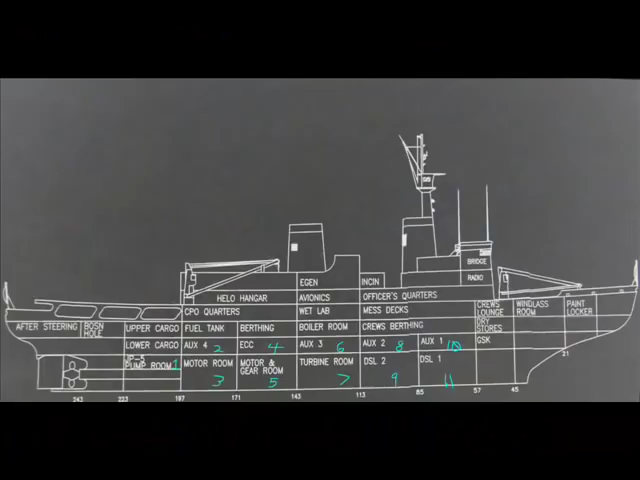 EGEN
INCIN
BRIDGE
RADIO
HELO HANGAR
AVIONICS
OFFICER'S QUARTERS
CPO QUARTERS
WET LAB
MESS DECKS
CREWS LOUNGE
WINDLASS ROOM
PAINT LOCKER
AFTER STEERING
BOSN HOLE
UPPER CARGO
FUEL TANK
BERTHING
BOILER ROOM
CREWS BERTHING
DRY STORES
LOWER CARGO
AUX 4 2
ECC 4
AUX 3 6
AUX 2 8
AUX 1 10
GSK
JP-5
PUMP ROOM 1
MOTOR ROOM
3
MOTOR &
GEAR ROOM
5
TURBINE ROOM
7
DSL 2
9
DSL 1
11
21
243
223
197
171
143
113
85
57
45